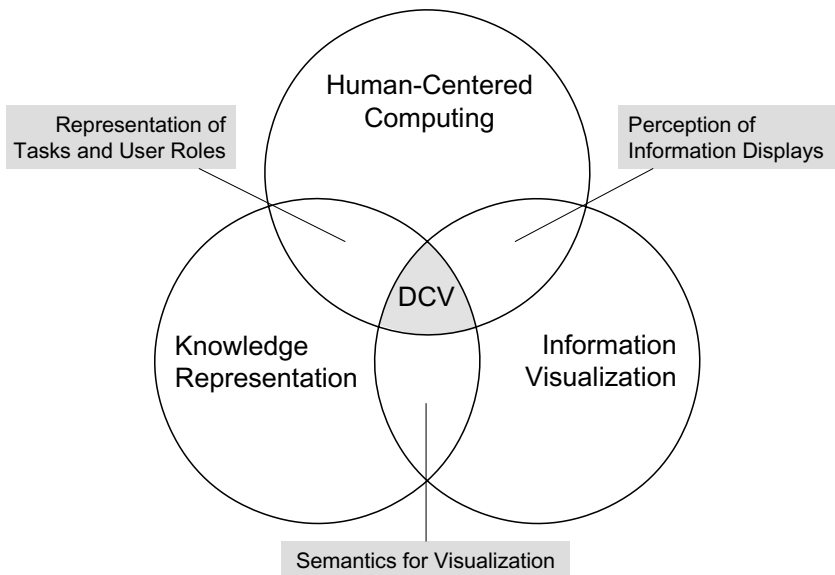 Human-Centered
Computing
Representation of
Tasks and User Roles
Perception of
Information Displays
DCV
Knowledge
Representation
Information
Visualization
Semantics for Visualization